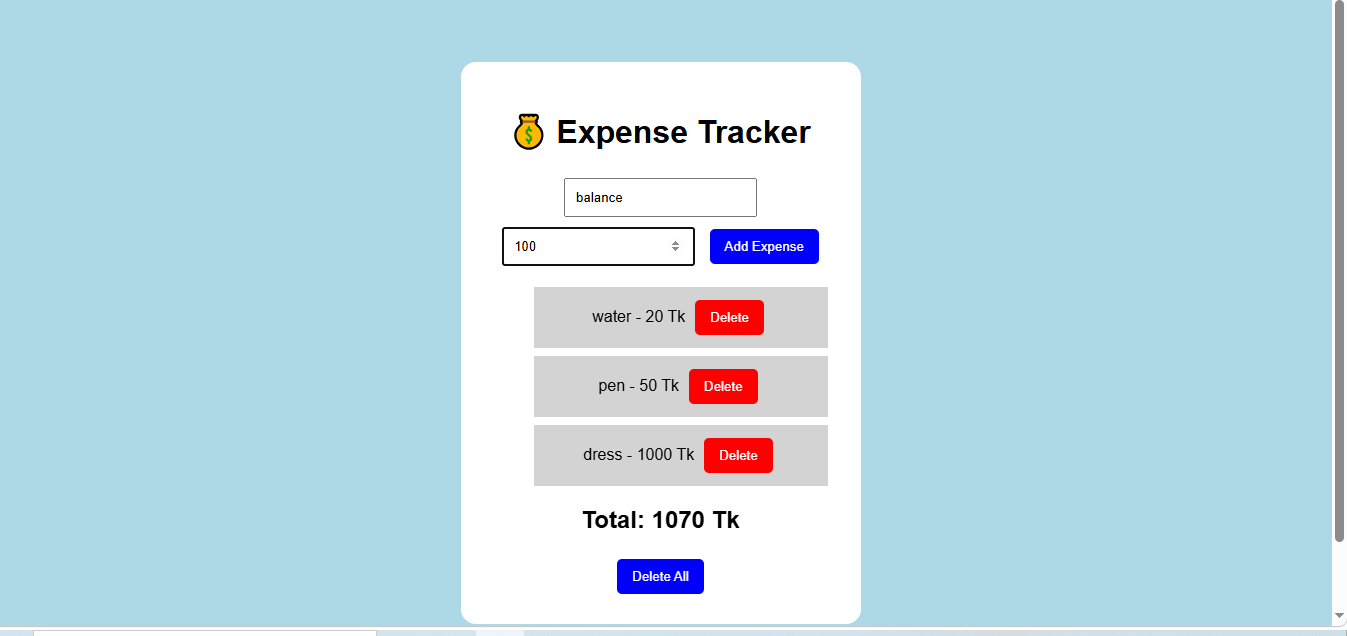 Expense Tracker
balance
100 Add Expense
water - 20 Tk Delete
pen - 50 Tk Delete
dress - 1000 Tk Delete
Total: 1070 Tk
Delete All